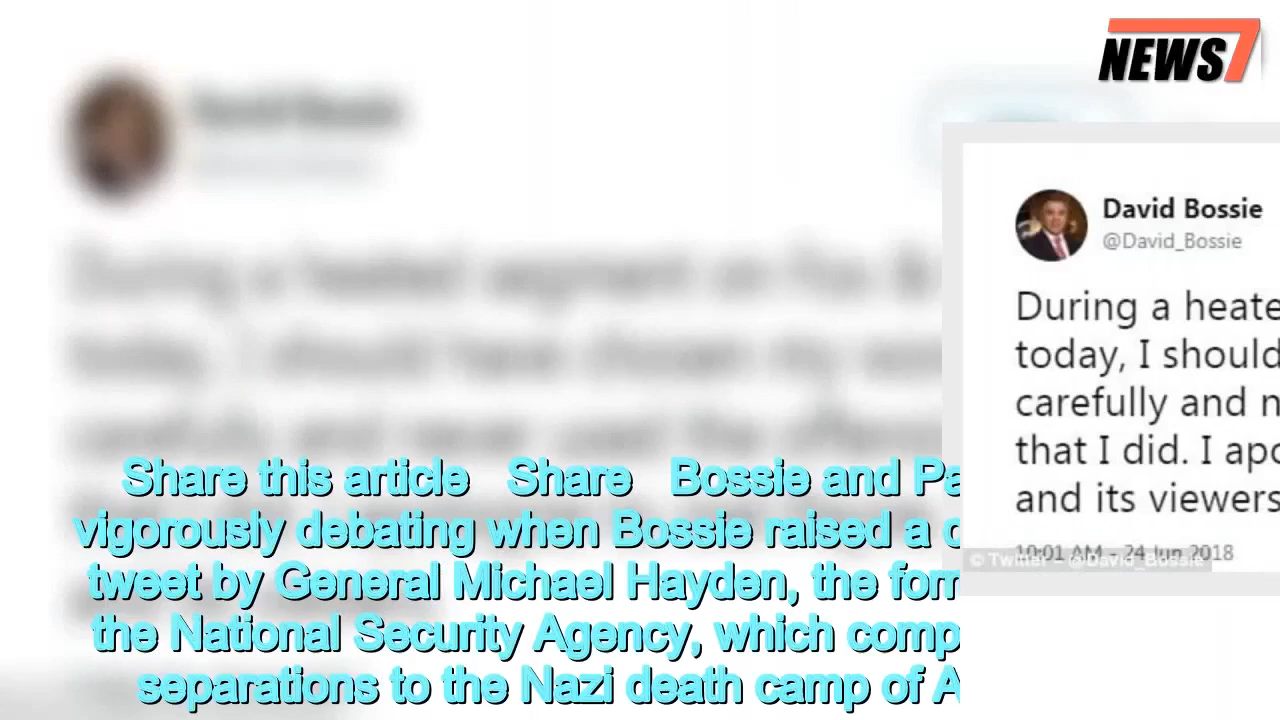 NEWS7
David Bossie
@David_Bossie
During a heate
today, I should
carefully and n
that I did. I apo
and its viewers
10:01 AM - 24 Jun 2018
© Twitter – @David_Bossie
Share this article Share Bossie and Pa
vigorously debating when Bossie raised a c
tweet by General Michael Hayden, the form
the National Security Agency, which comp
separations to the Nazi death camp of A